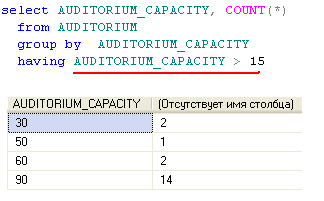 select AUDITORIUM_CAPACITY, COUNT(*)
from AUDITORIUM
group by AUDITORIUM_CAPACITY
having AUDITORIUM_CAPACITY > 15
AUDITORIUM_CAPACITY (Отсутствует имя столбца)
30 2
50 1
60 2
90 14